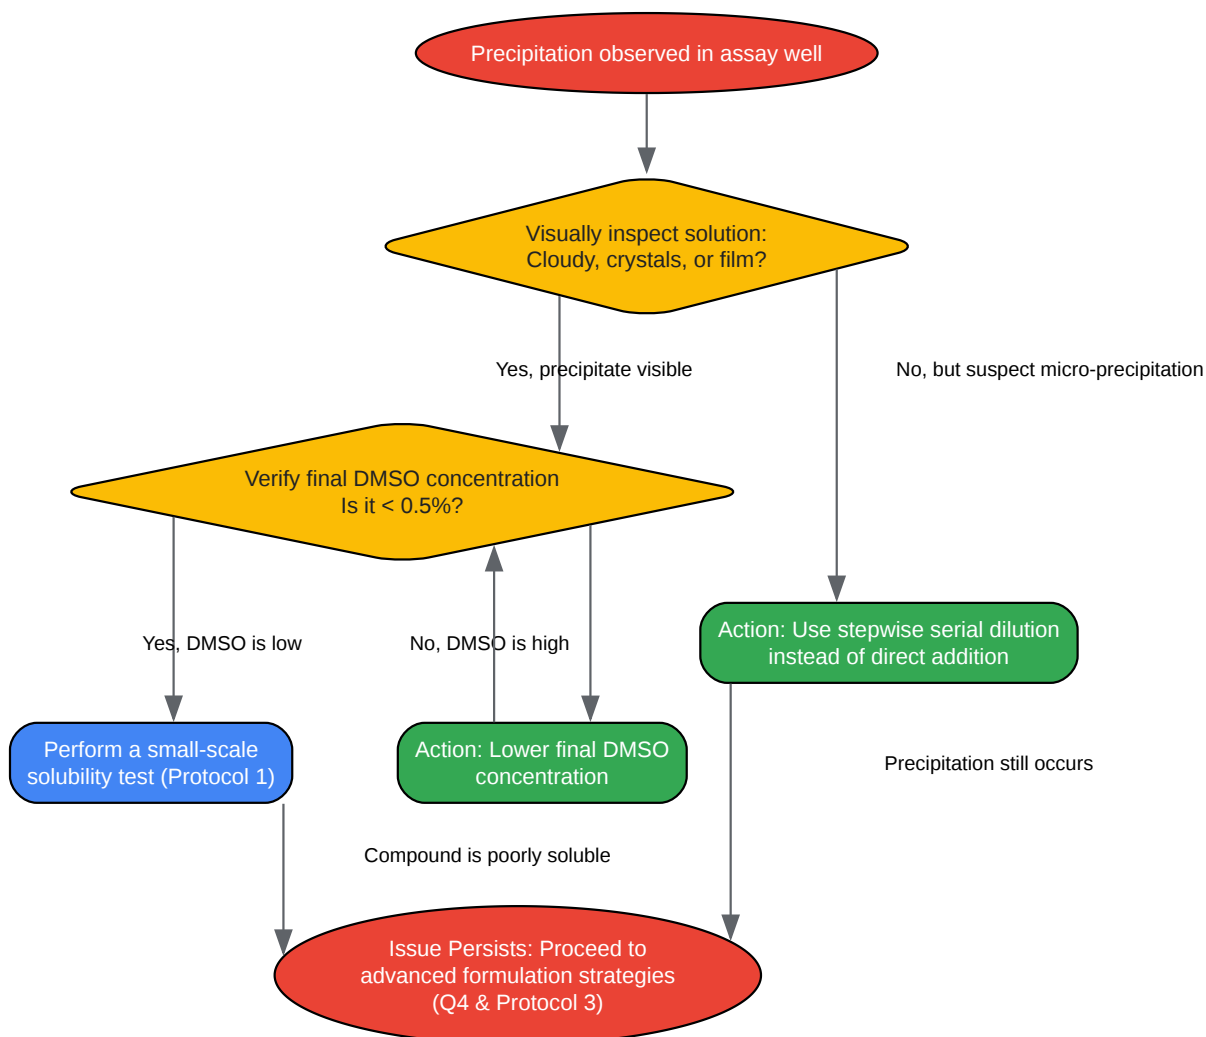 Precipitation observed in assay well
Visually inspect solution:
Cloudy, crystals, or film?
Yes, precipitate visible
No, but suspect micro-precipitation
Verify final DMSO concentration
Is it < 0.5%?
Yes, DMSO is low
No, DMSO is high
Action: Use stepwise serial dilution
instead of direct addition
Perform a small-scale
solubility test (Protocol 1)
Action: Lower final DMSO
concentration
Precipitation still occurs
Compound is poorly soluble
Issue Persists: Proceed to
advanced formulation strategies
(Q4 & Protocol 3)